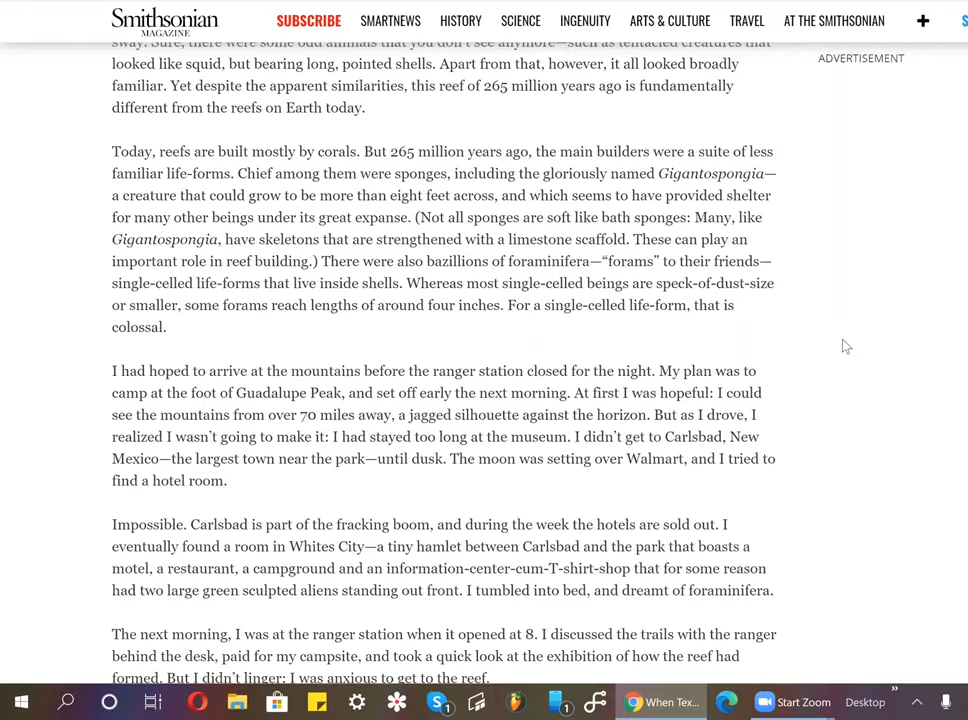 Smithsonian
MAGAZINE
SUBSCRIBE SMARTNEWS HISTORY SCIENCE INGENUITY ARTS & CULTURE TRAVEL AT THE SMITHSONIAN
ADVERTISEMENT
sway. Sure, there were some odd animals that you don't see anymore—such as tentacled creatures that
looked like squid, but bearing long, pointed shells. Apart from that, however, it all looked broadly
familiar. Yet despite the apparent similarities, this reef of 265 million years ago is fundamentally
different from the reefs on Earth today.
Today, reefs are built mostly by corals. But 265 million years ago, the main builders were a suite of less
familiar life-forms. Chief among them were sponges, including the gloriously named Gigantospongia—
a creature that could grow to be more than eight feet across, and which seems to have provided shelter
for many other beings under its great expanse. (Not all sponges are soft like bath sponges: Many, like
Gigantospongia, have skeletons that are strengthened with a limestone scaffold. These can play an
important role in reef building.) There were also bazillions of foraminifera—“forams” to their friends—
single-celled life-forms that live inside shells. Whereas most single-celled beings are speck-of-dust-size
or smaller, some forams reach lengths of around four inches. For a single-celled life-form, that is
colossal.
I had hoped to arrive at the mountains before the ranger station closed for the night. My plan was to
camp at the foot of Guadalupe Peak, and set off early the next morning. At first I was hopeful: I could
see the mountains from over 70 miles away, a jagged silhouette against the horizon. But as I drove, I
realized I wasn’t going to make it: I had stayed too long at the museum. I didn’t get to Carlsbad, New
Mexico—the largest town near the park—until dusk. The moon was setting over Walmart, and I tried to
find a hotel room.
Impossible. Carlsbad is part of the fracking boom, and during the week the hotels are sold out. I
eventually found a room in Whites City—a tiny hamlet between Carlsbad and the park that boasts a
motel, a restaurant, a campground and an information-center-cum-T-shirt-shop that for some reason
had two large green sculpted aliens standing out front. I tumbled into bed, and dreamt of foraminifera.
The next morning, I was at the ranger station when it opened at 8. I discussed the trails with the ranger
behind the desk, paid for my campsite, and took a quick look at the exhibition of how the reef had
formed. But I didn’t linger: I was anxious to get to the reef.
When Tex... Start Zoom Desktop